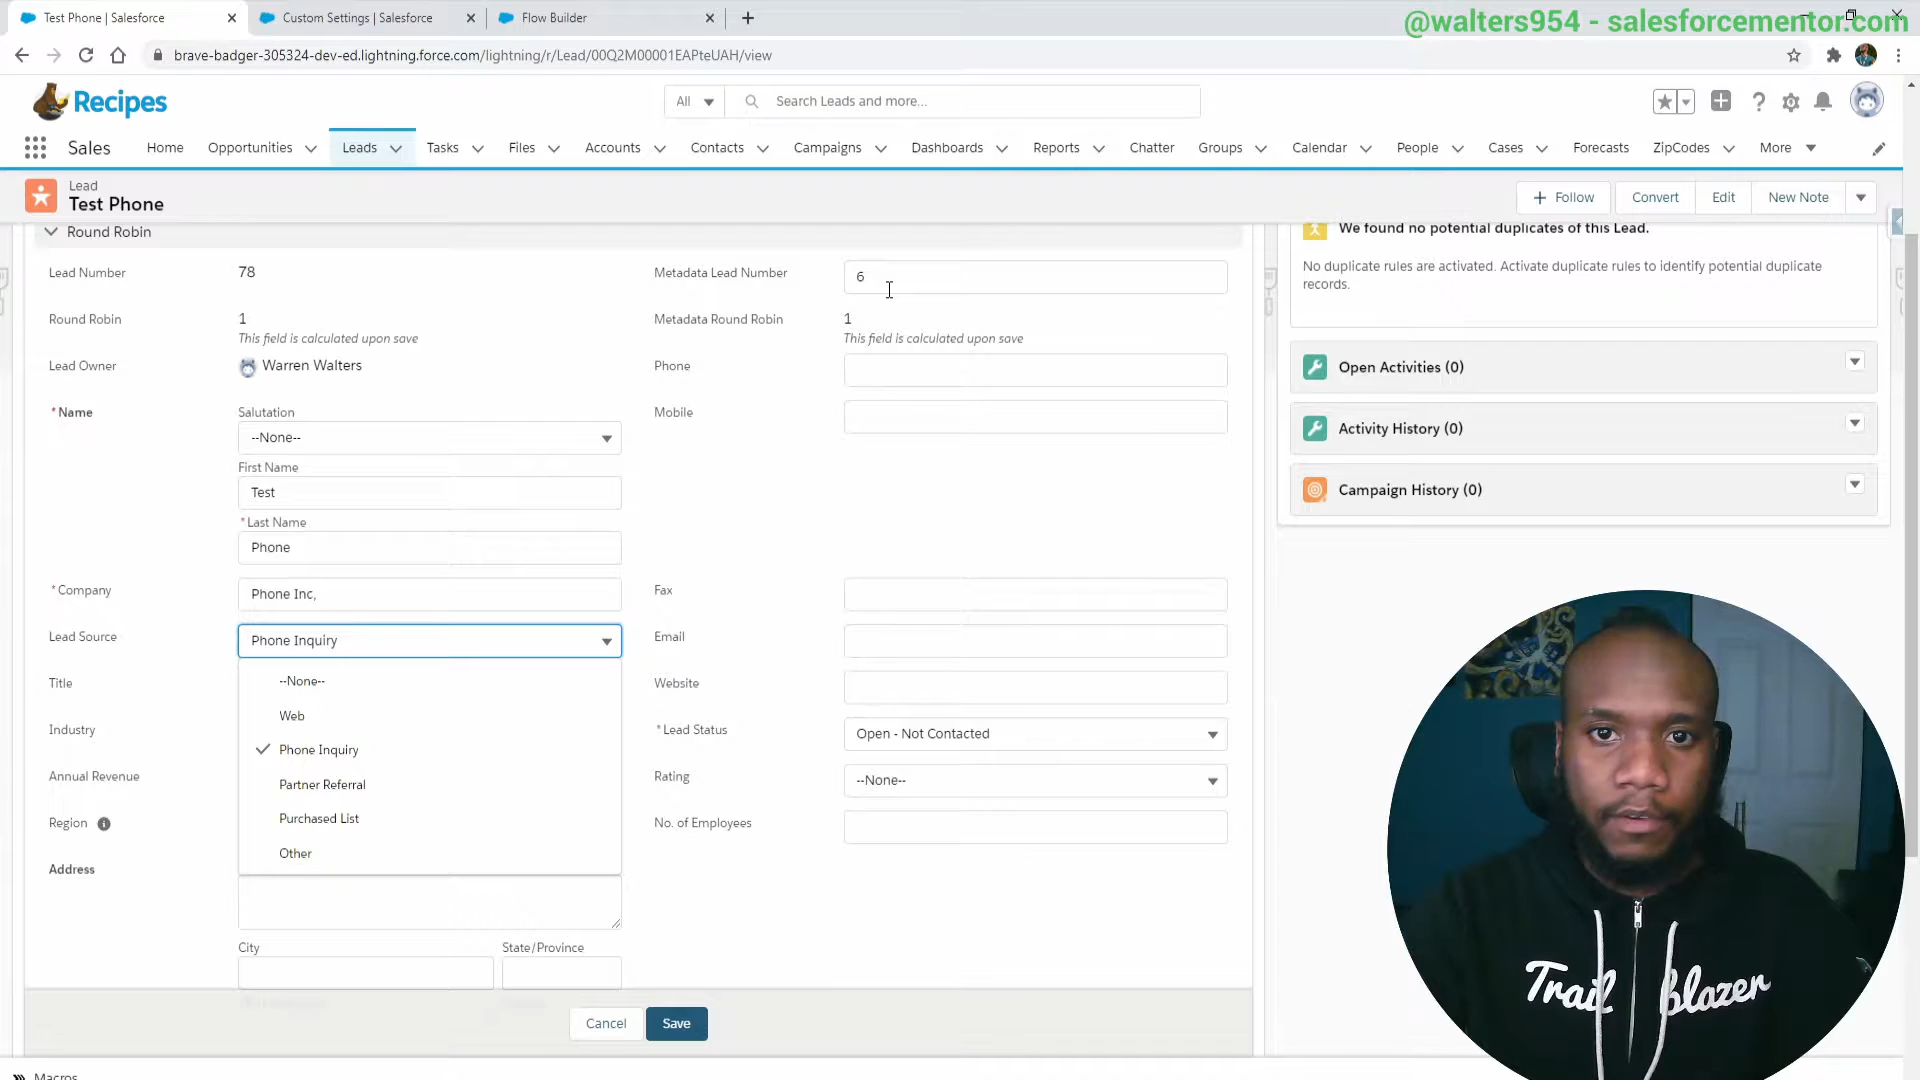 Test Phone | Salesforce
Custom Settings | Salesforce
Flow Builder
@walters954 - salesforcementor.com
brave-badger-305324-dev-ed.lightning.force.com/lightning/r/Lead/00Q2M00001EAPteUAH/view
Recipes
All
Search Leads and more...
Sales
Home
Opportunities
Leads
Tasks
Files
Accounts
Contacts
Campaigns
Dashboards
Reports
Chatter
Groups
Calendar
People
Cases
Forecasts
ZipCodes
More
Lead
Test Phone
Follow
Convert
Edit
New Note
Round Robin
Lead Number
78
Metadata Lead Number
6
Round Robin
1
This field is calculated upon save
Metadata Round Robin
1
This field is calculated upon save
Lead Owner
Warren Walters
Phone
*Name
Salutation
--None--
Mobile
First Name
Test
*Last Name
Phone
*Company
Phone Inc,
Fax
Lead Source
Phone Inquiry
Email
--None--
Web
Phone Inquiry
Partner Referral
Purchased List
Other
Title
Website
Industry
*Lead Status
Open - Not Contacted
Annual Revenue
Rating
--None--
Region
No. of Employees
Address
City
State/Province
Cancel
Save
Macros
We found no potential duplicates of this Lead.
No duplicate rules are activated. Activate duplicate rules to identify potential duplicate
records.
Open Activities (0)
Activity History (0)
Campaign History (0)
Trail blazer